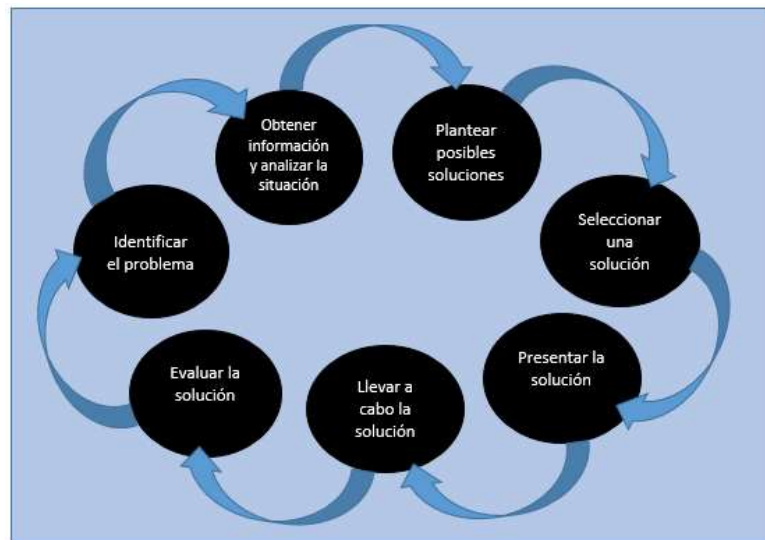 Identificar
el problema
Obtener
información
y analizar la
situación
Plantear
posibles
soluciones
Seleccionar
una
solución
Presentar la
solución
Llevar a
cabo la
solución
Evaluar la
solución